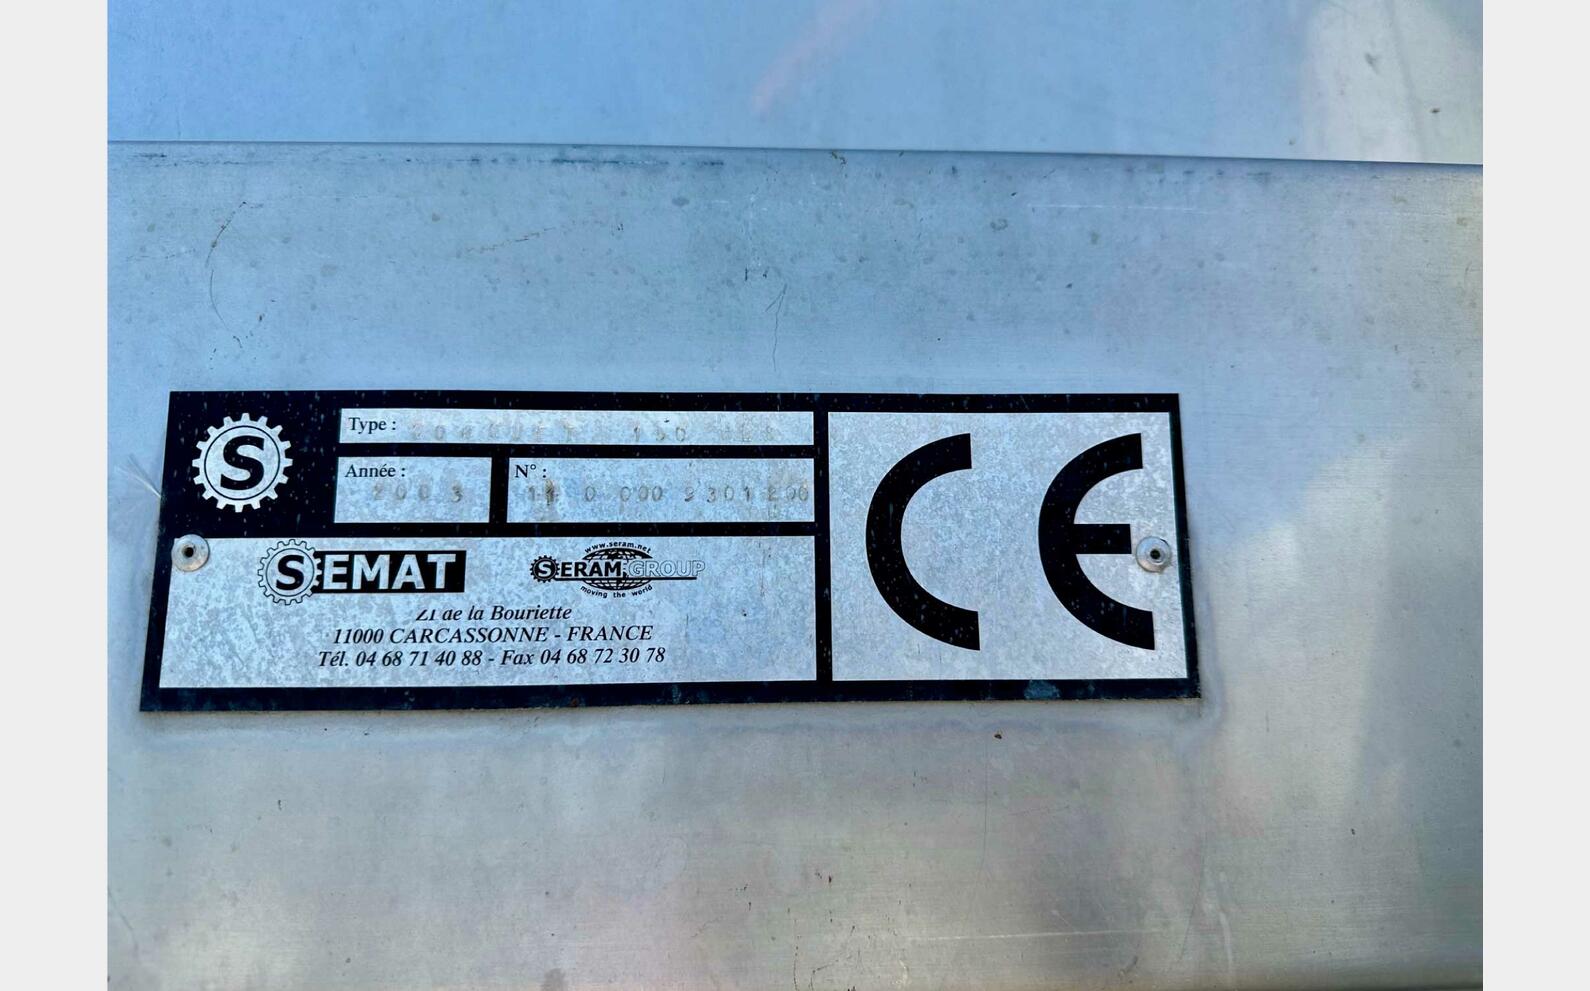 S
Type :
Année : 2003
N° : 
SEMAT
www.seram.net
SERAM GROUP
moving the world
ZI de la Bouriette
11000 CARCASSONNE - FRANCE
Tél. 04 68 71 40 88 - Fax 04 68 72 30 78
CE